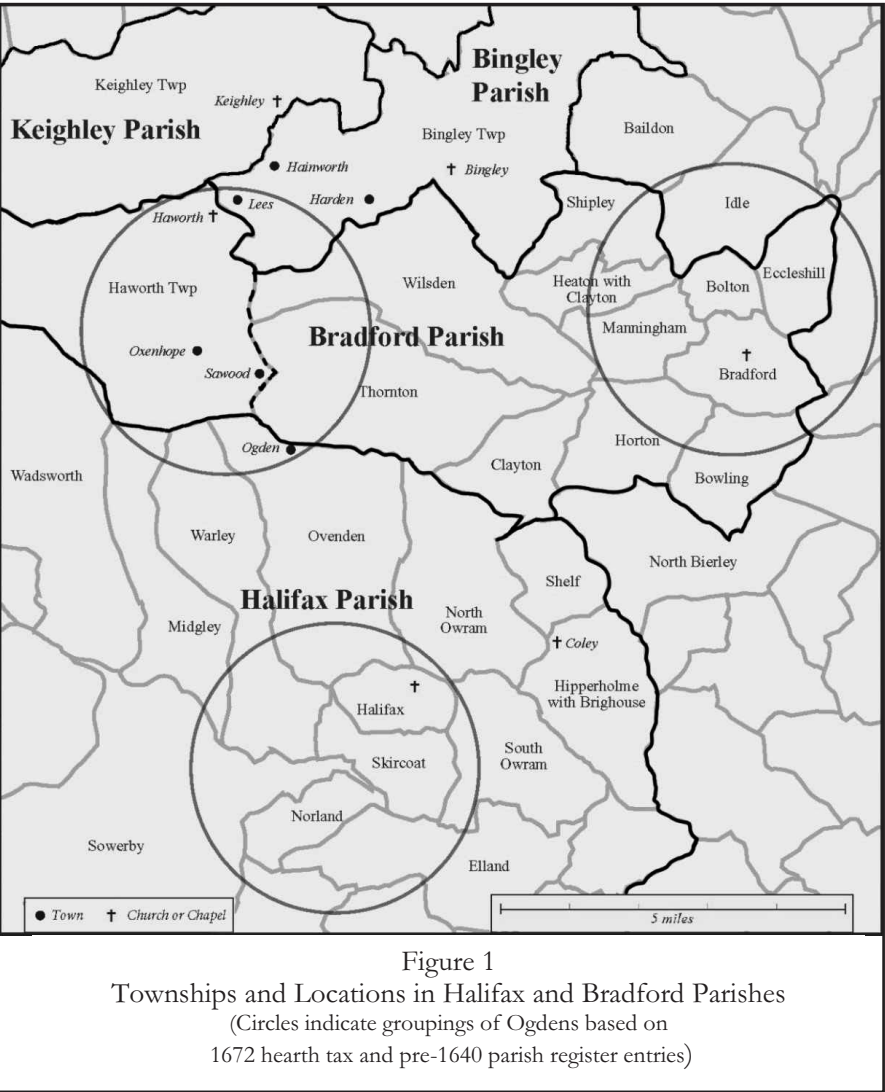 Bingley
Parish
Keighley Twp
Keighley
Keighley Parish
Baildon
Bingley Twp
Hainworth
Bingley
Lees
Harden
Shipley
Idle
Haworth
Haworth Twp
Wilsden
Heaton with
Clayton
Bolton
Eccleshill
Manningham
Bradford Parish
Oxenhope
Sawood
Bradford
Thornton
Ogden
Horton
Clayton
Bowling
Wadsworth
Warley
Ovenden
North Bierley
Shelf
Halifax Parish
North
Owram
Midgley
Coley
Hipperholme
with Brighouse
Halifax
Skircoat
South
Owram
Norland
Sowerby
Elland
Town
Church or Chapel
5 miles
Figure 1
Townships and Locations in Halifax and Bradford Parishes
(Circles indicate groupings of Ogdens based on
1672 hearth tax and pre-1640 parish register entries)